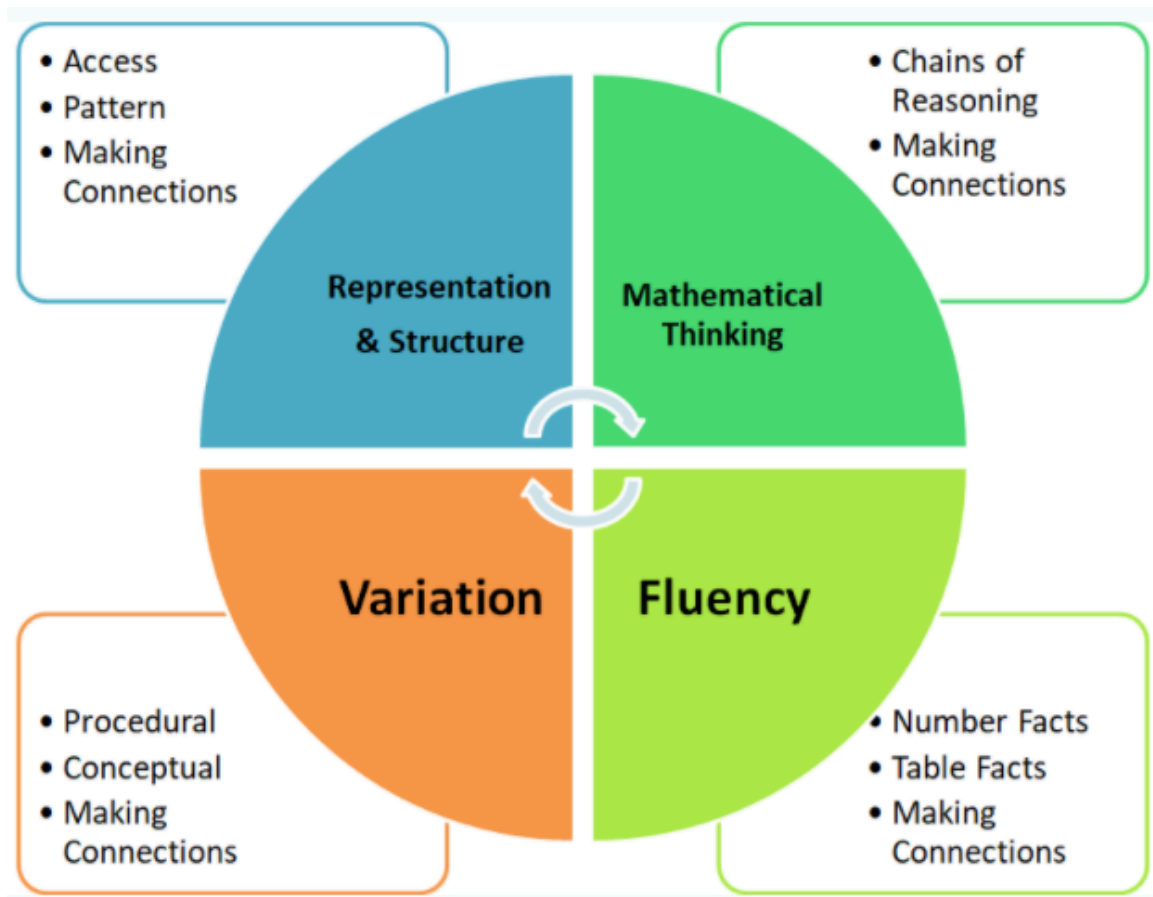 • Access
• Pattern
• Making
Connections
• Chains of
Reasoning
• Making
Connections
Representation
& Structure
Mathematical
Thinking
Variation
Fluency
• Procedural
• Conceptual
• Making
Connections
• Number Facts
• Table Facts
• Making
Connections